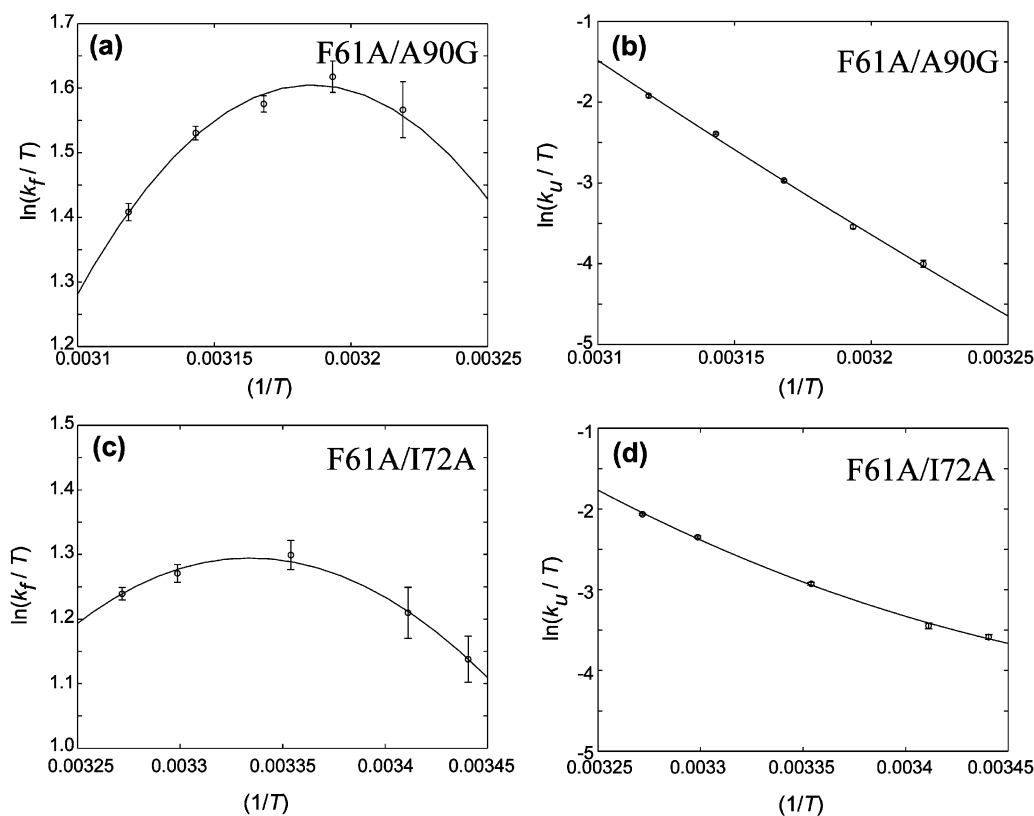 (a)
F61A/A90G
1.7
1.6
1.5
1.4
1.3
1.2
ln(kf / T)
0.0031
0.00315
0.0032
0.00325
(1/T)
(b)
F61A/A90G
-1
-2
-3
-4
-5
ln(ku / T)
0.0031
0.00315
0.0032
0.00325
(1/T)
(c)
F61A/I72A
1.5
1.4
1.3
1.2
1.1
1.0
ln(kf / T)
0.00325
0.0033
0.00335
0.0034
0.00345
(1/T)
(d)
F61A/I72A
-1
-2
-3
-4
-5
ln(ku / T)
0.00325
0.0033
0.00335
0.0034
0.00345
(1/T)